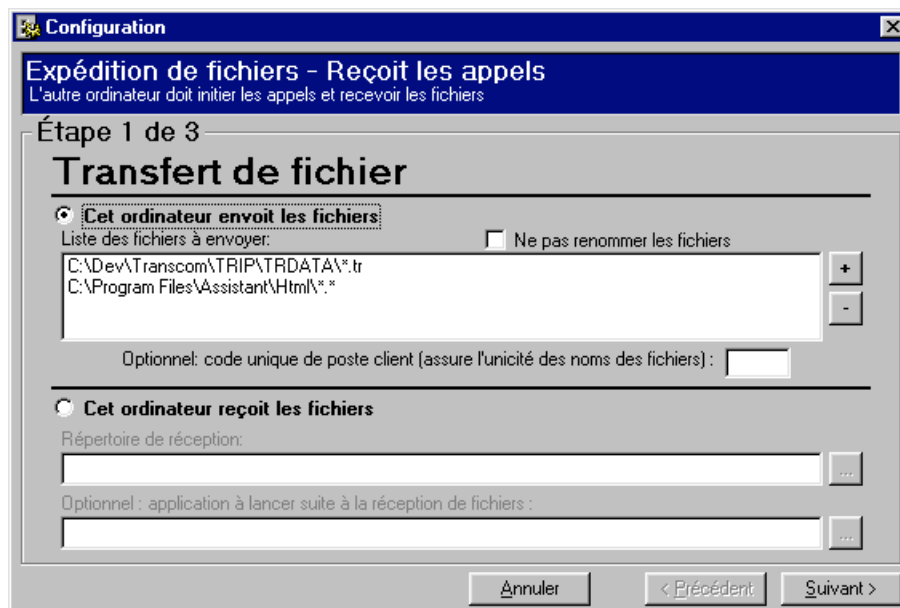 Configuration
Expédition de fichiers - Reçoit les appels
L'autre ordinateur doit initier les appels et recevoir les fichiers
Étape 1 de 3
Transfert de fichier
Cet ordinateur envoit les fichiers
Liste des fichiers à envoyer: Ne pas renommer les fichiers
C:\Dev\Transcom\TRIP\TRDATA\*.tr
C:\Program Files\Assistant\Html\*.*
+
-
Optionnel: code unique de poste client (assure l'unicité des noms des fichiers) :
Cet ordinateur reçoit les fichiers
Répertoire de réception:
...
Optionnel : application à lancer suite à la réception de fichiers :
...
Annuler < Précédent Suivant >